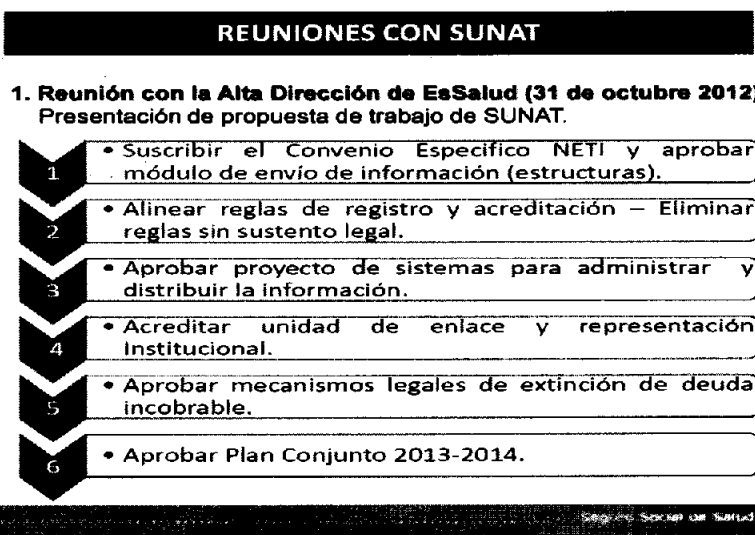 REUNIONES CON SUNAT
1. Reunión con la Alta Dirección de EsSalud (31 de octubre 2012)
Presentación de propuesta de trabajo de SUNAT.
1
• Suscribir el Convenio Especifico NETI y aprobar
módulo de envío de información (estructuras).
2
• Alinear reglas de registro y acreditación – Eliminar
reglas sin sustento legal.
3
• Aprobar proyecto de sistemas para administrar y
distribuir la información.
4
• Acreditar unidad de enlace y representación
Institucional.
5
• Aprobar mecanismos legales de extinción de deuda
incobrable.
6
• Aprobar Plan Conjunto 2013-2014.
Seguro Social de Salud